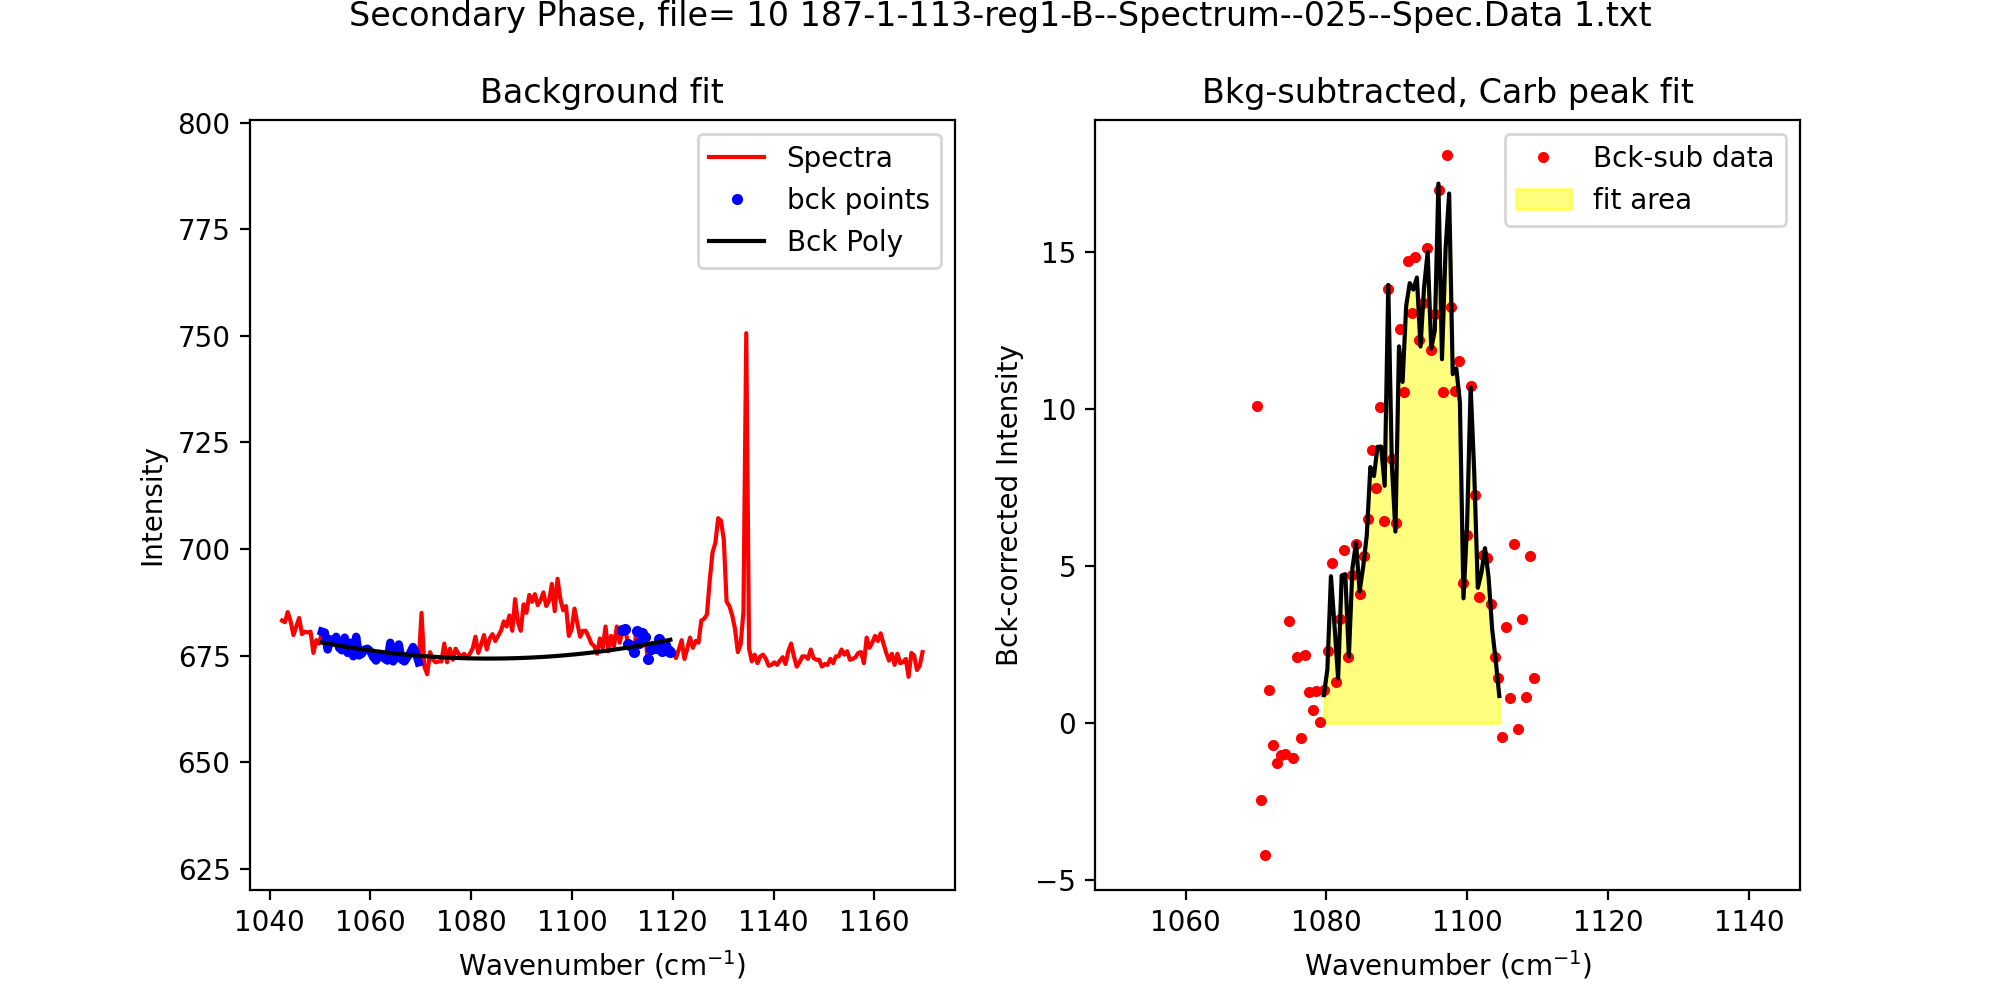 Secondary Phase, file= 10 187-1-113-reg1-B--Spectrum--025--Spec.Data 1.txt
Background fit
800
775
750
725
700
675
650
625
Intensity
Spectra
bck points
Bck Poly
1040 1060 1080 1100 1120 1140 1160
Wavenumber (cm⁻¹)
Bkg-subtracted, Carb peak fit
15
10
5
0
−5
Bck-corrected Intensity
Bck-sub data
fit area
1060 1080 1100 1120 1140
Wavenumber (cm⁻¹)